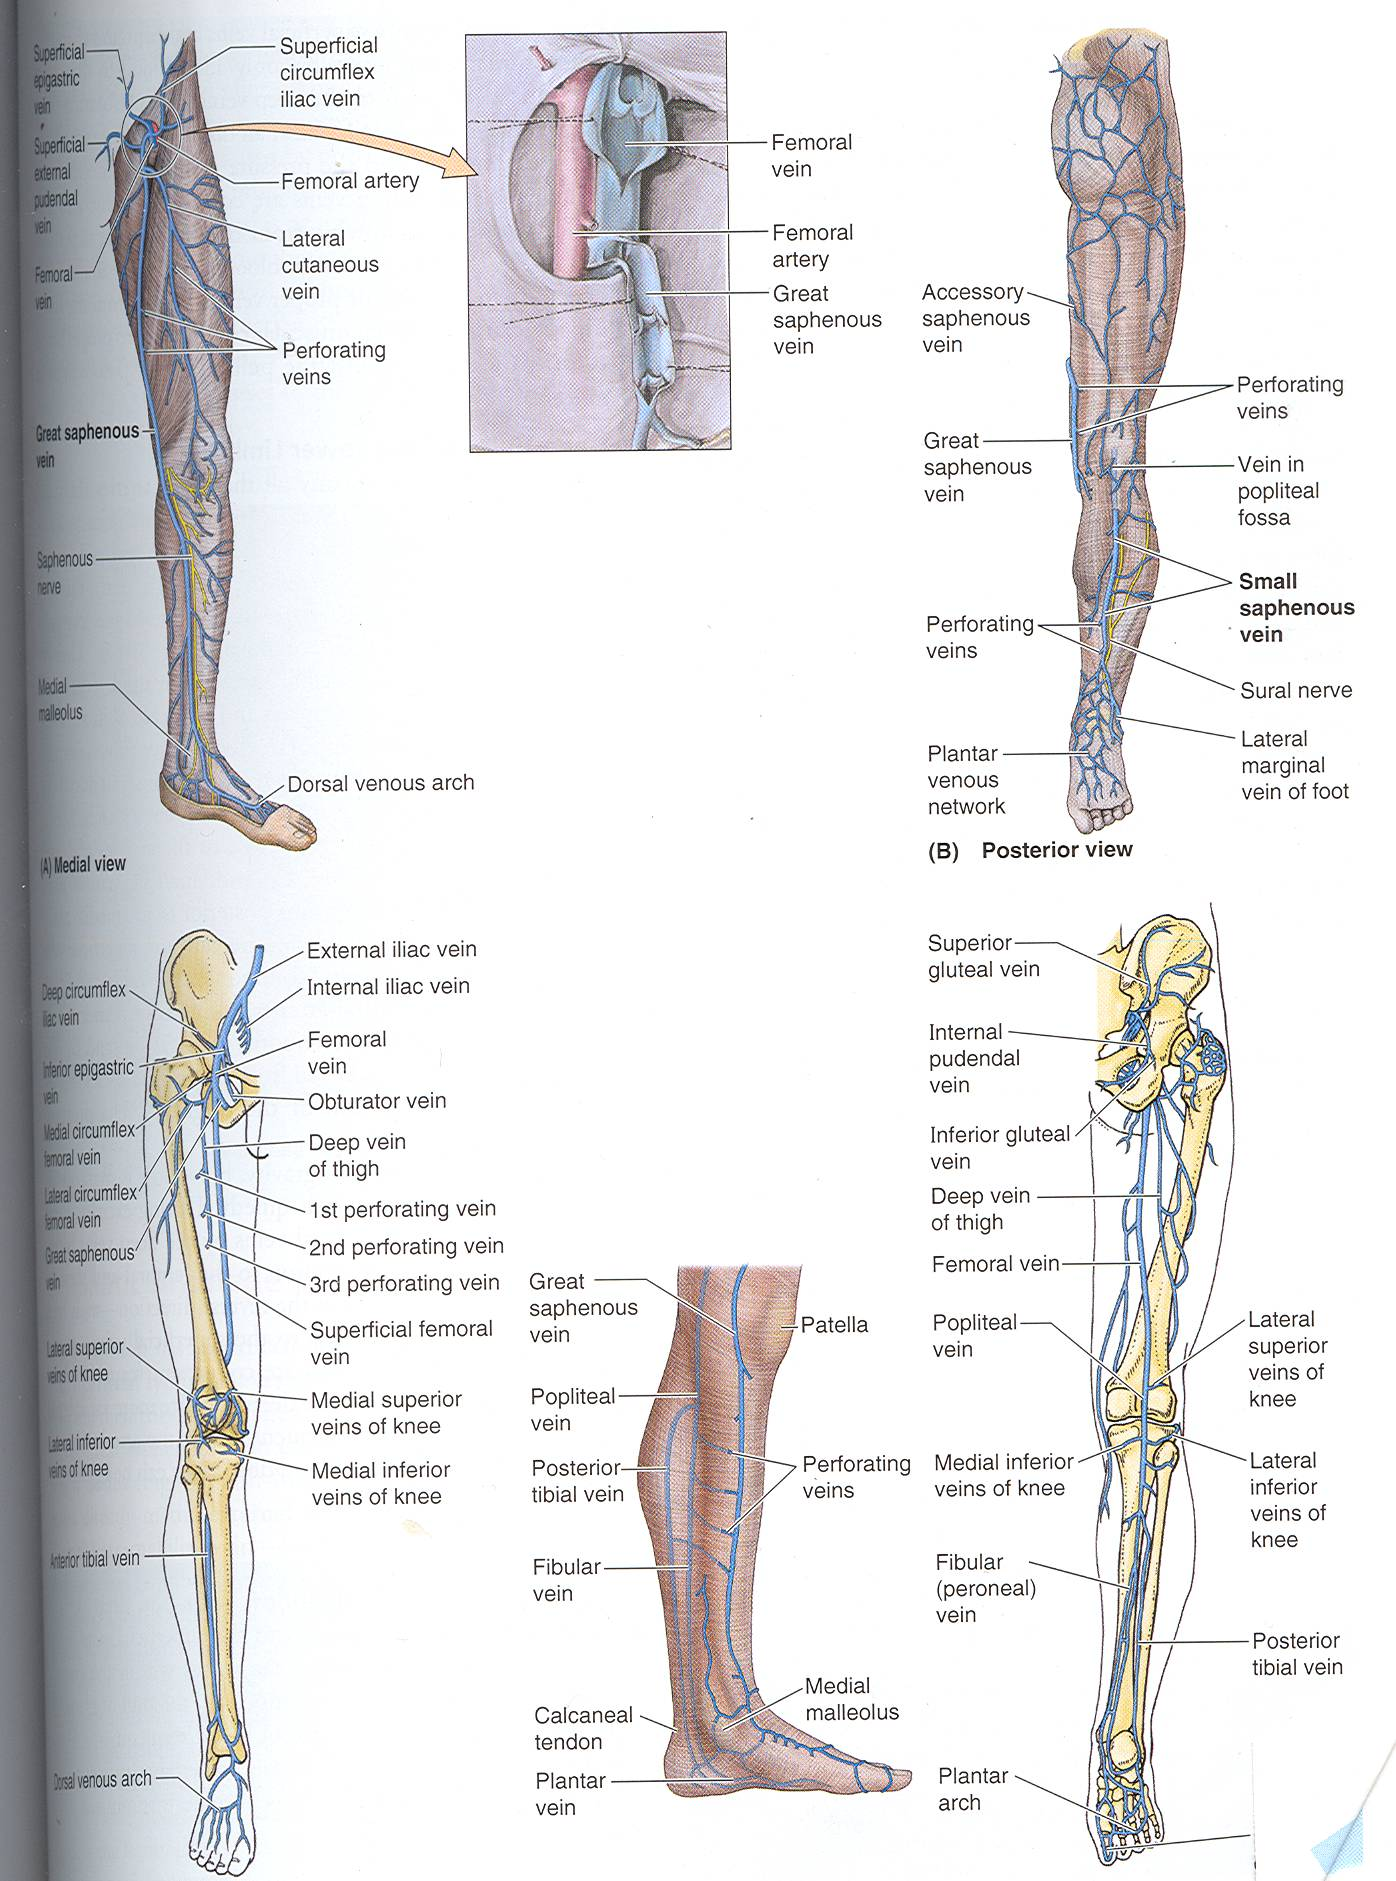 Superficial
epigastric
vein
Superficial
external
pudendal
vein
Femoral
vein
Great saphenous
vein
Saphenous
nerve
Medial
malleolus
Superficial
circumflex
iliac vein
Femoral artery
Lateral
cutaneous
vein
Perforating
veins
Dorsal venous arch
(A) Medial view
Femoral
vein
Femoral
artery
Great
saphenous
vein
Accessory
saphenous
vein
Great
saphenous
vein
Perforating
veins
Plantar
venous
network
Perforating
veins
Vein in
popliteal
fossa
Small
saphenous
vein
Sural nerve
Lateral
marginal
vein of foot
(B) Posterior view
Deep circumflex
iliac vein
Inferior epigastric
vein
Medial circumflex
femoral vein
Lateral circumflex
femoral vein
Great saphenous
vein
Lateral superior
veins of knee
Lateral inferior
veins of knee
Anterior tibial vein
Dorsal venous arch
External iliac vein
Internal iliac vein
Femoral
vein
Obturator vein
Deep vein
of thigh
1st perforating vein
2nd perforating vein
3rd perforating vein
Superficial femoral
vein
Medial superior
veins of knee
Medial inferior
veins of knee
Great
saphenous
vein
Popliteal
vein
Posterior
tibial vein
Fibular
vein
Calcaneal
tendon
Plantar
vein
Patella
Perforating
veins
Medial
malleolus
Superior
gluteal vein
Internal
pudendal
vein
Inferior gluteal
vein
Deep vein
of thigh
Femoral vein
Popliteal
vein
Medial inferior
veins of knee
Fibular
(peroneal)
vein
Plantar
arch
Lateral
superior
veins of
knee
Lateral
inferior
veins of
knee
Posterior
tibial vein